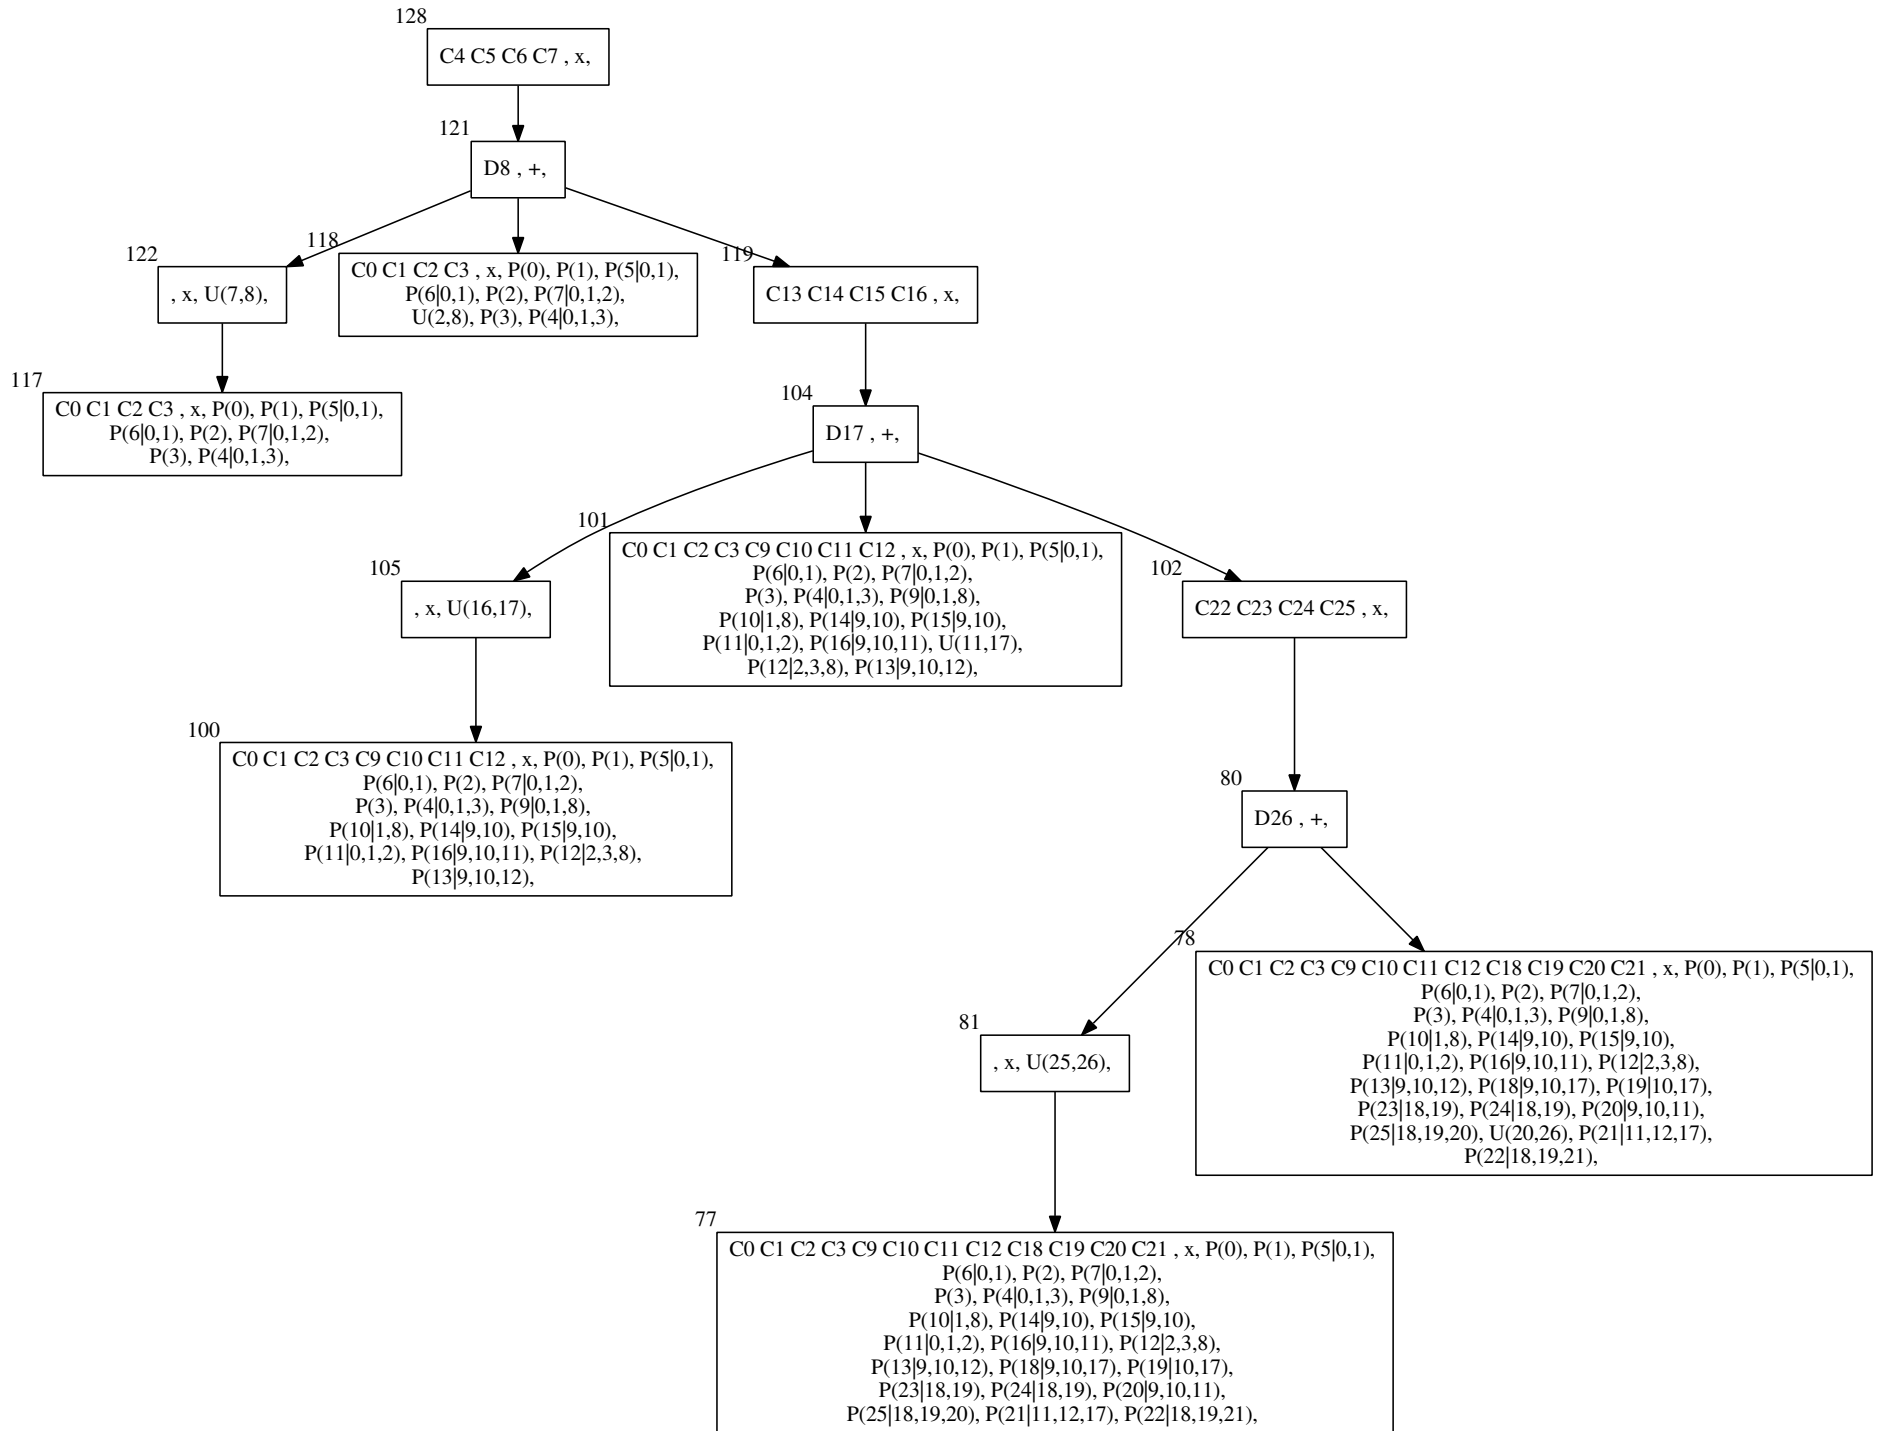 128
C4 C5 C6 C7 , x,
121
D8 , +,
122
, x, U(7,8),
118
C0 C1 C2 C3 , x, P(0), P(1), P(5|0,1),
P(6|0,1), P(2), P(7|0,1,2),
U(2,8), P(3), P(4|0,1,3),
119
C13 C14 C15 C16 , x,
117
C0 C1 C2 C3 , x, P(0), P(1), P(5|0,1),
P(6|0,1), P(2), P(7|0,1,2),
P(3), P(4|0,1,3),
104
D17 , +,
105
, x, U(16,17),
101
C0 C1 C2 C3 C9 C10 C11 C12 , x, P(0), P(1), P(5|0,1),
P(6|0,1), P(2), P(7|0,1,2),
P(3), P(4|0,1,3), P(9|0,1,8),
P(10|1,8), P(14|9,10), P(15|9,10),
P(11|0,1,2), P(16|9,10,11), U(11,17),
P(12|2,3,8), P(13|9,10,12),
102
C22 C23 C24 C25 , x,
100
C0 C1 C2 C3 C9 C10 C11 C12 , x, P(0), P(1), P(5|0,1),
P(6|0,1), P(2), P(7|0,1,2),
P(3), P(4|0,1,3), P(9|0,1,8),
P(10|1,8), P(14|9,10), P(15|9,10),
P(11|0,1,2), P(16|9,10,11), P(12|2,3,8),
P(13|9,10,12),
80
D26 , +,
81
, x, U(25,26),
78
C0 C1 C2 C3 C9 C10 C11 C12 C18 C19 C20 C21 , x, P(0), P(1), P(5|0,1),
P(6|0,1), P(2), P(7|0,1,2),
P(3), P(4|0,1,3), P(9|0,1,8),
P(10|1,8), P(14|9,10), P(15|9,10),
P(11|0,1,2), P(16|9,10,11), P(12|2,3,8),
P(13|9,10,12), P(18|9,10,17), P(19|10,17),
P(23|18,19), P(24|18,19), P(20|9,10,11),
P(25|18,19,20), U(20,26), P(21|11,12,17),
P(22|18,19,21),
77
C0 C1 C2 C3 C9 C10 C11 C12 C18 C19 C20 C21 , x, P(0), P(1), P(5|0,1),
P(6|0,1), P(2), P(7|0,1,2),
P(3), P(4|0,1,3), P(9|0,1,8),
P(10|1,8), P(14|9,10), P(15|9,10),
P(11|0,1,2), P(16|9,10,11), P(12|2,3,8),
P(13|9,10,12), P(18|9,10,17), P(19|10,17),
P(23|18,19), P(24|18,19), P(20|9,10,11),
P(25|18,19,20), P(21|11,12,17), P(22|18,19,21),